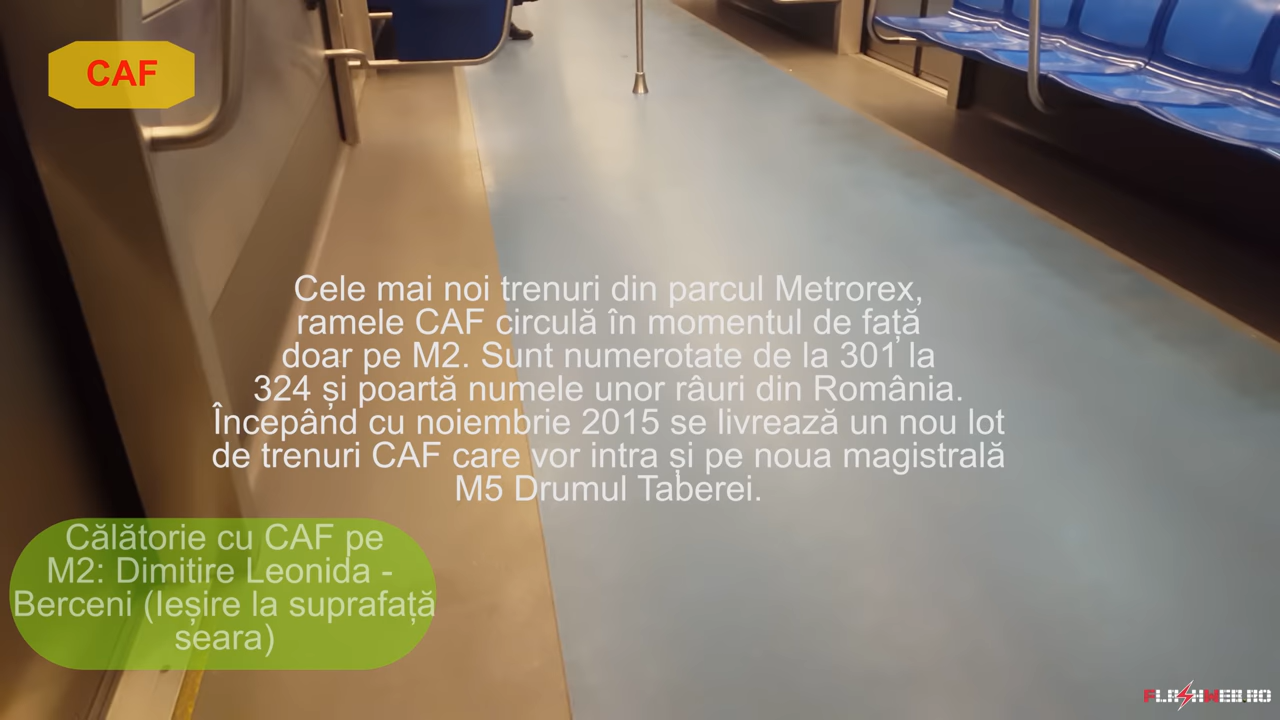 CAF
Cele mai noi trenuri din parcul Metrorex,
ramele CAF circulă în momentul de față
doar pe M2. Sunt numerotate de la 301 la
324 și poartă numele unor râuri din România.
Începând cu noiembrie 2015 se livrează un nou lot
de trenuri CAF care vor intra și pe noua magistrală
M5 Drumul Taberei.
Călătorie cu CAF pe
M2: Dimitire Leonida -
Berceni (Ieșire la suprafață
seara)
FLASHWEB.RO